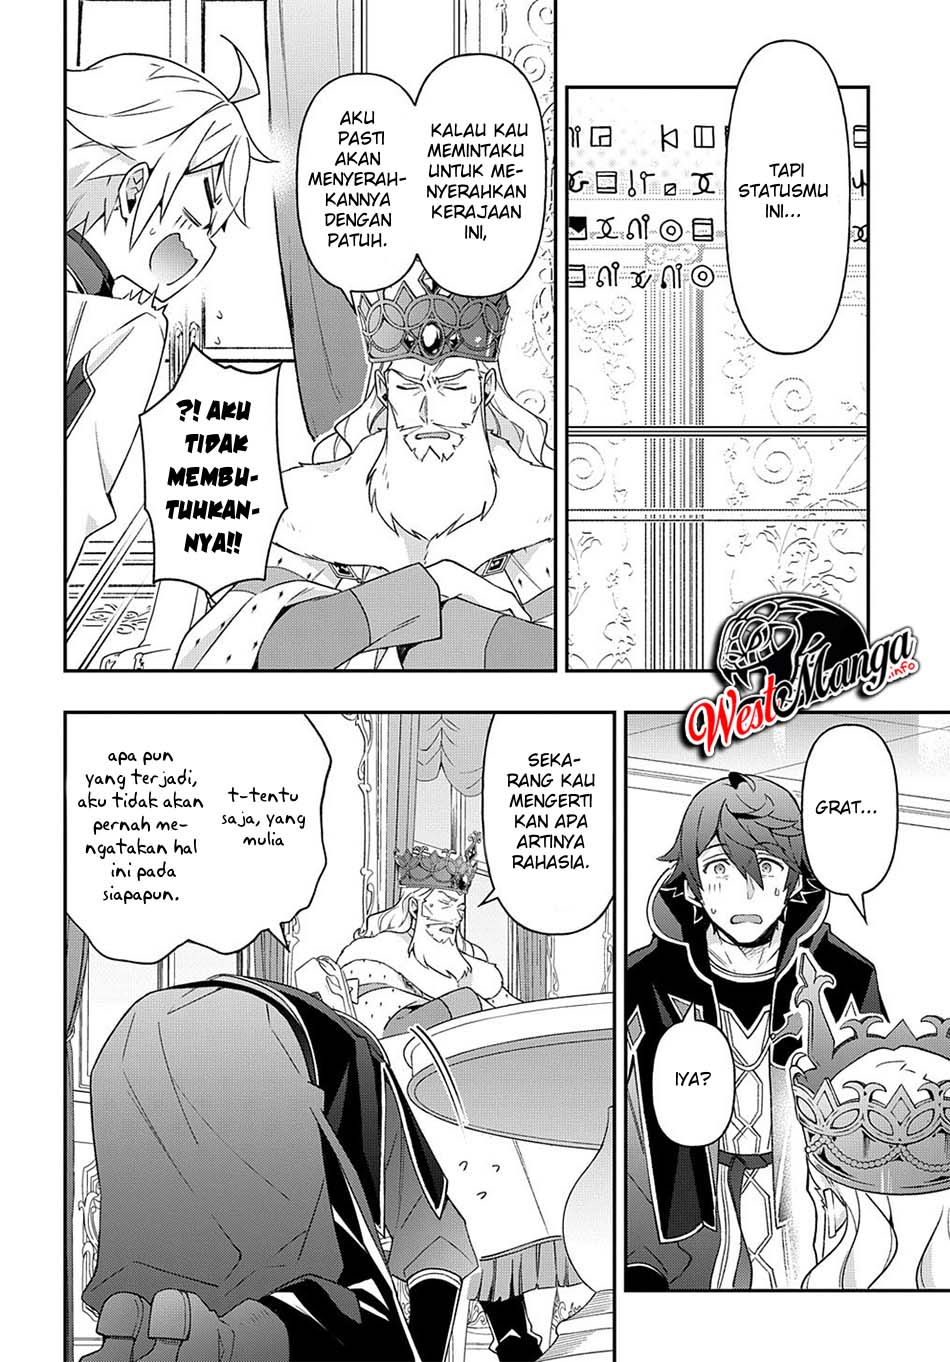 TAPI
STATUSMU
INI...
KALAU KAU
MEMINTAKU
UNTUK ME-
NYERAHKAN
KERAJAAN
INI,
AKU
PASTI
AKAN
MENYERAH-
KANNYA
DENGAN
PATUH.
?! AKU
TIDAK
MEMBU-
TUHKAN-
NYA!!
WestManga
.info
GRAT...
IYA?
SEKA-
RANG KAU
MENGERTI
KAN APA
ARTINYA
RAHASIA.
t-tentu
saja, yang
mulia
apa pun
yang terjadi,
aku tidak akan
pernah me-
ngatakan hal
ini pada
siapapun.